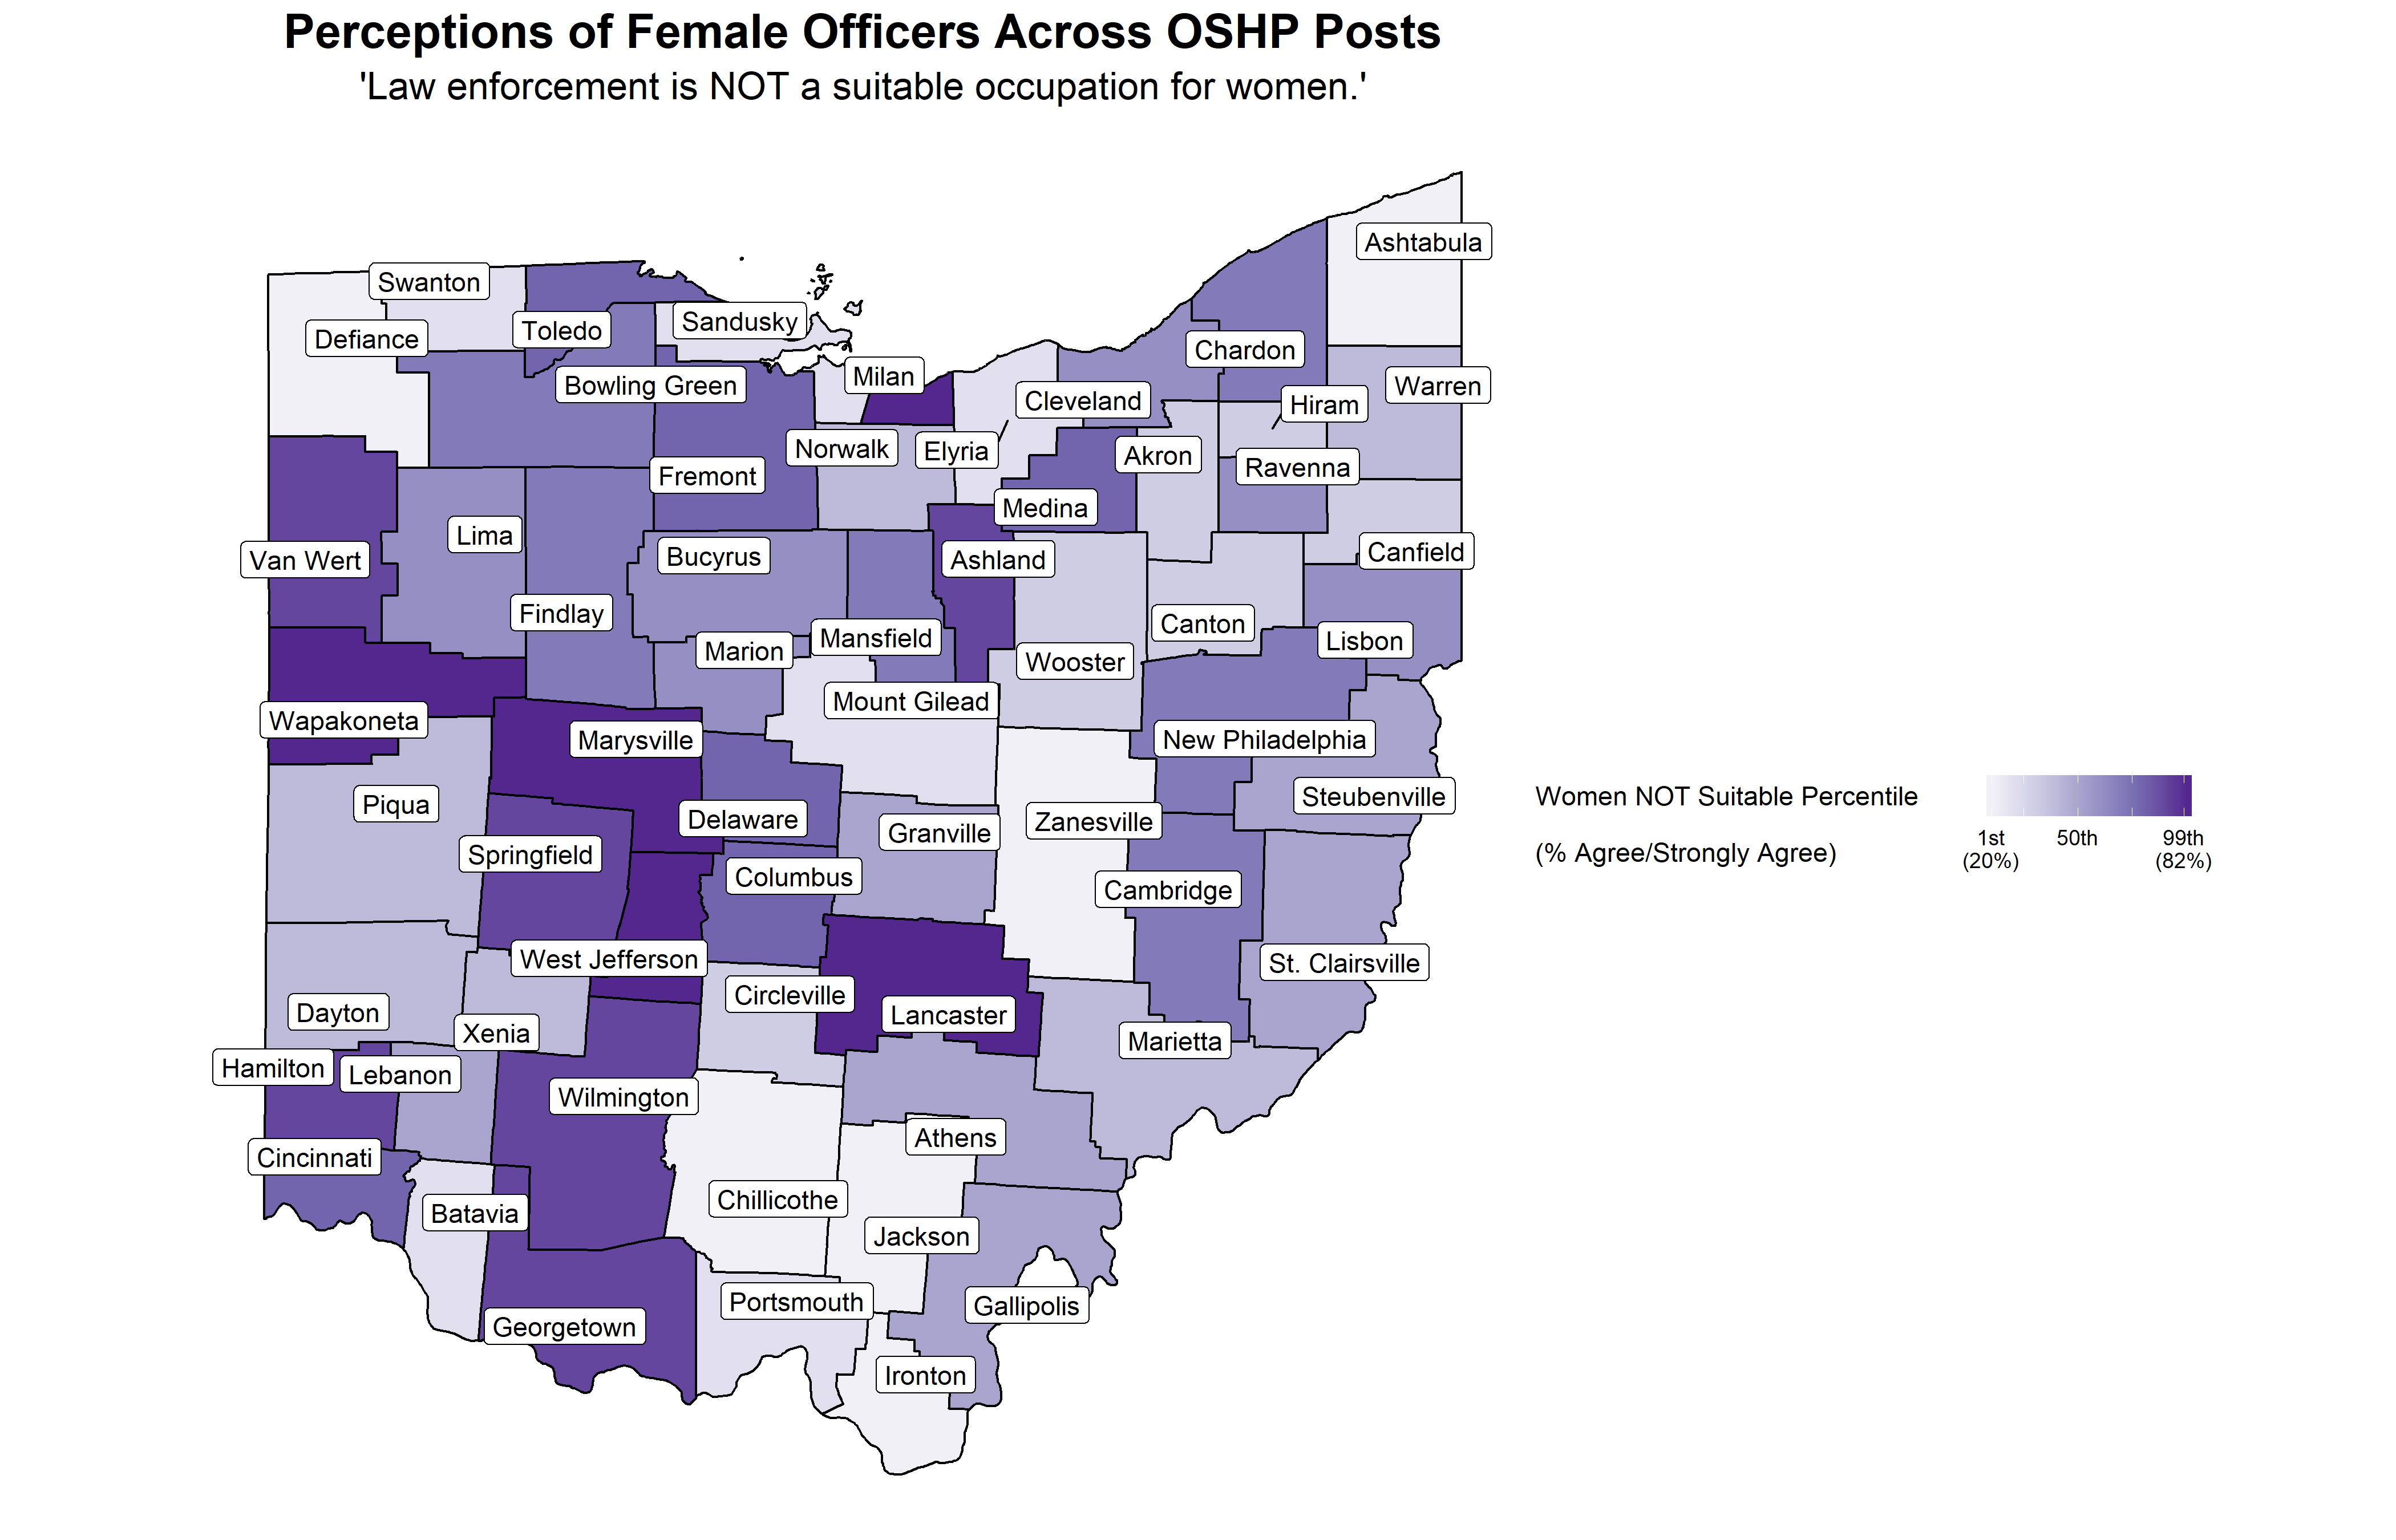 Perceptions of Female Officers Across OSHP Posts
'Law enforcement is NOT a suitable occupation for women.'
Ashtabula
Swanton
Defiance
Toledo
Sandusky
Chardon
Milan
Bowling Green
Warren
Cleveland
Hiram
Norwalk
Elyria
Akron
Ravenna
Fremont
Medina
Lima
Van Wert
Bucyrus
Ashland
Canfield
Findlay
Canton
Mansfield
Marion
Lisbon
Wooster
Mount Gilead
Wapakoneta
Marysville
New Philadelphia
Piqua
Steubenville
Delaware
Granville
Zanesville
Springfield
Columbus
Cambridge
West Jefferson
St. Clairsville
Circleville
Dayton
Lancaster
Xenia
Marietta
Hamilton
Lebanon
Wilmington
Athens
Cincinnati
Chillicothe
Batavia
Jackson
Portsmouth
Gallipolis
Georgetown
Ironton
Women NOT Suitable Percentile
(% Agree/Strongly Agree)
1st 50th 99th
(20%) (82%)